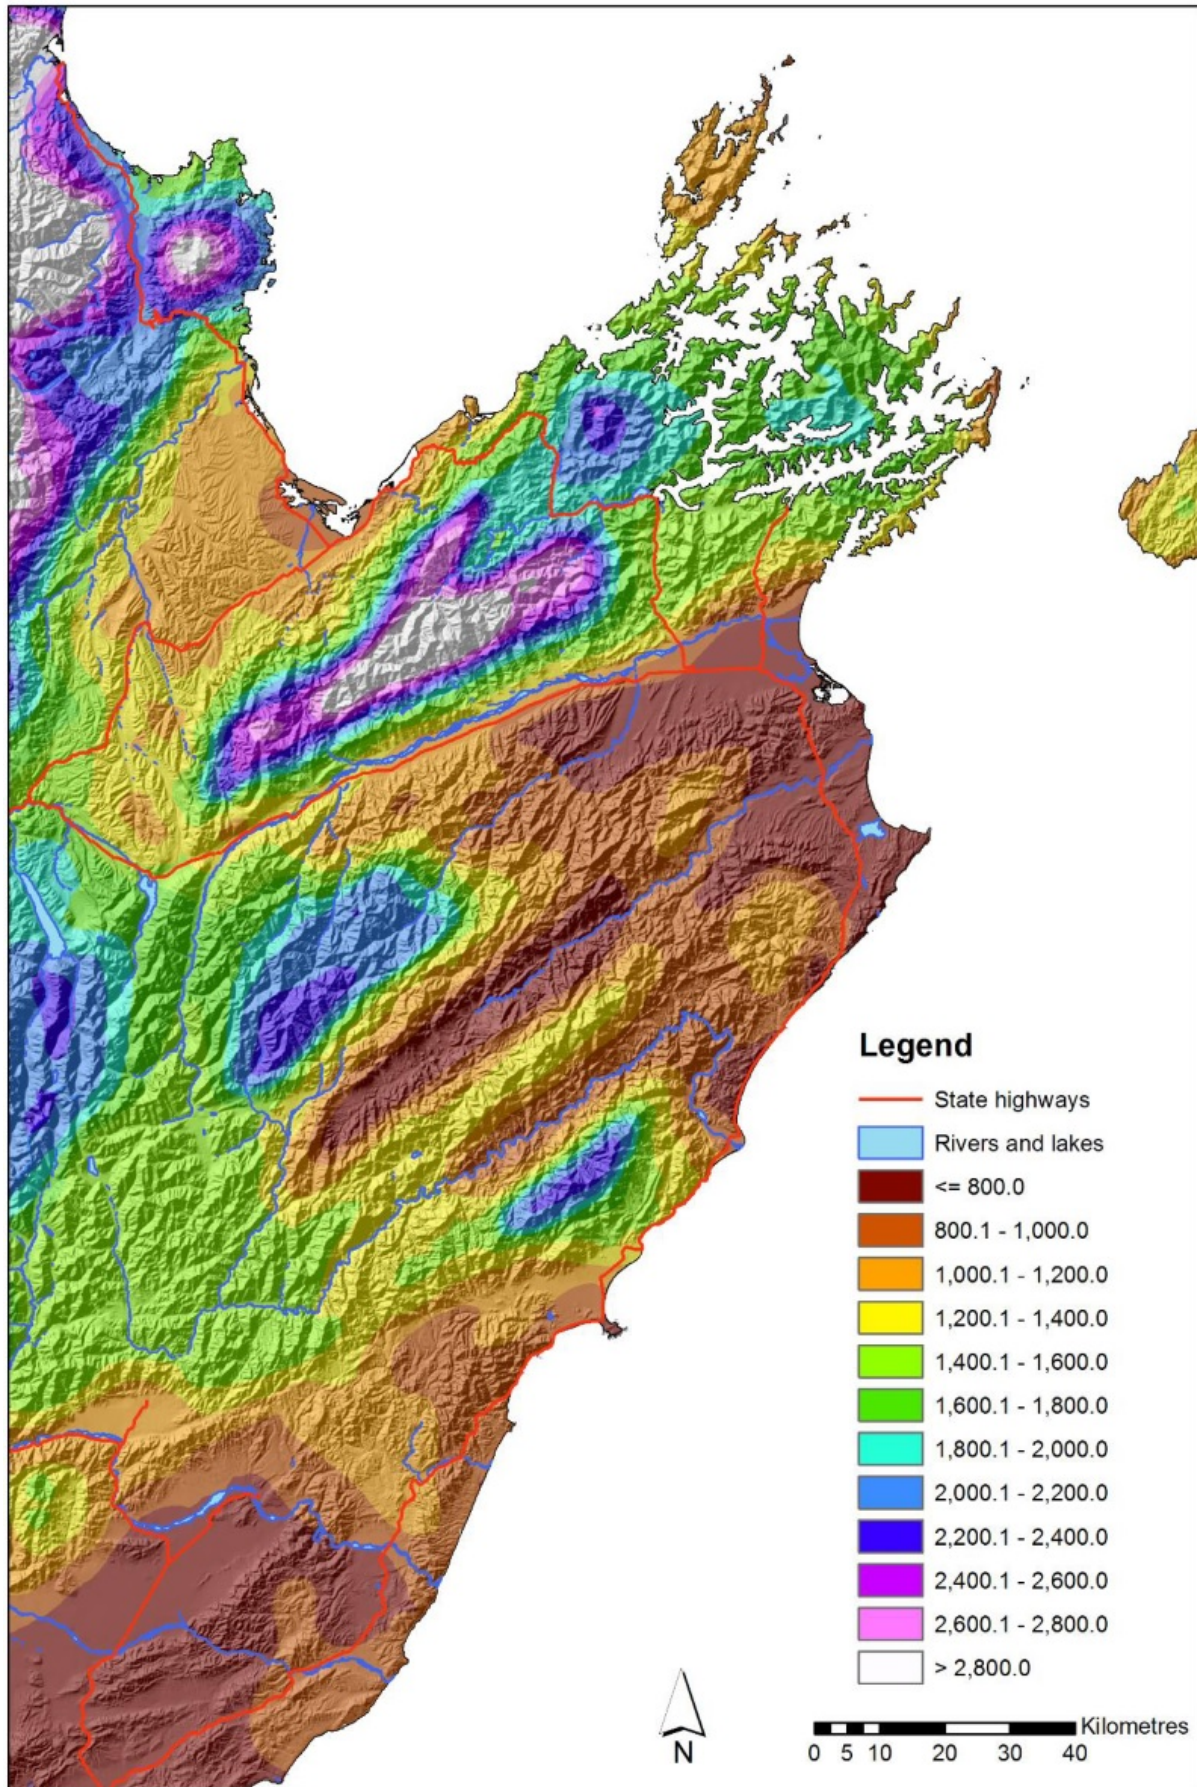 Legend
State highways
Rivers and lakes
<= 800.0
800.1 - 1,000.0
1,000.1 - 1,200.0
1,200.1 - 1,400.0
1,400.1 - 1,600.0
1,600.1 - 1,800.0
1,800.1 - 2,000.0
2,000.1 - 2,200.0
2,200.1 - 2,400.0
2,400.1 - 2,600.0
2,600.1 - 2,800.0
> 2,800.0
N
Kilometres
0 5 10 20 30 40